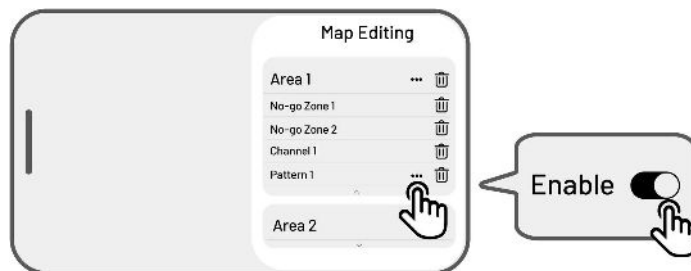 Map Editing
Area 1
No-go Zone 1
No-go Zone 2
Channel 1
Pattern 1
Area 2
Enable